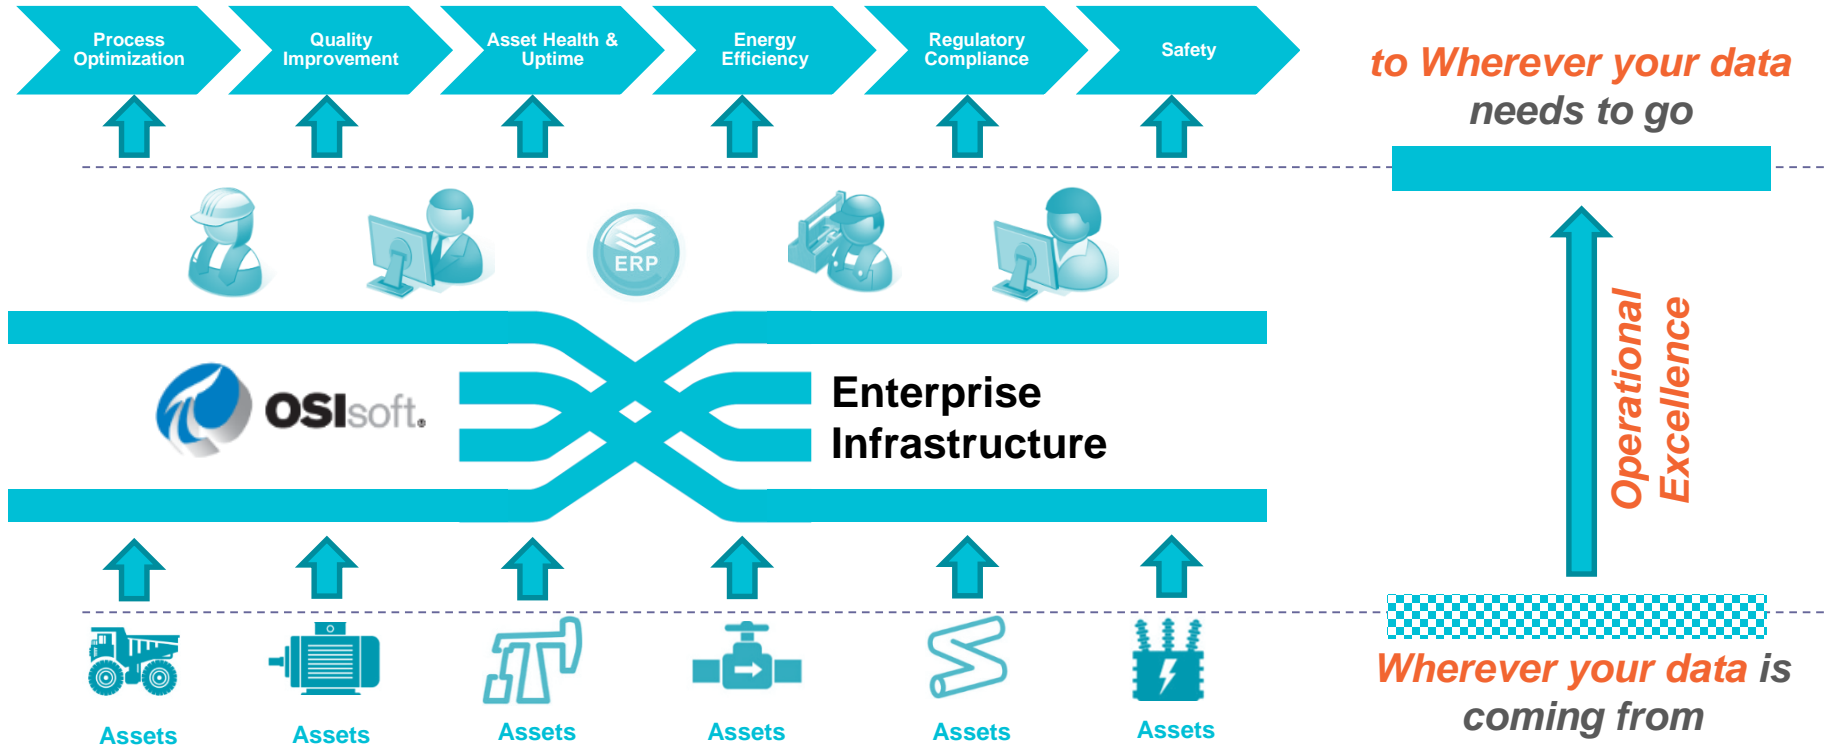 Process
Optimization
Quality
Improvement
Asset Health &
Uptime
Energy
Efficiency
Regulatory
Compliance
Safety
to Wherever your data
needs to go
ERP
OSIsoft®
Enterprise
Infrastructure
Operational
Excellence
Wherever your data is
coming from
Assets
Assets
Assets
Assets
Assets
Assets